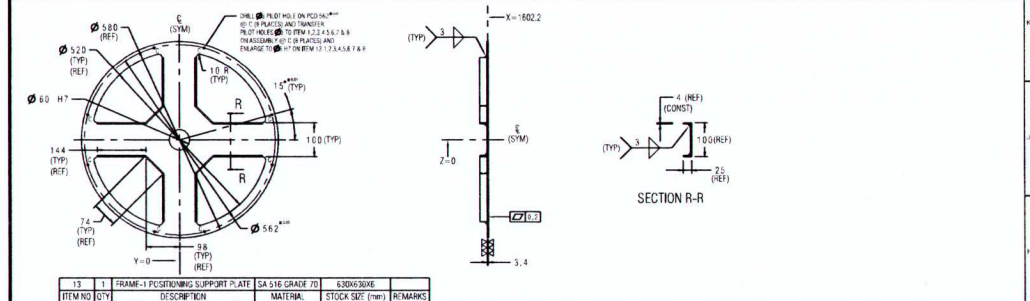 DRILL Ø6 PILOT HOLE ON PCD 562
@ C (8 PLACES) AND TRANSFER
PILOT HOLES TO ITEM 1,2,3,4,5,6,7 & 8
ON ASSEMBLY @ C (8 PLACES) AND
ENLARGE TO H7 ON ITEM 13,1,2,3,4,5,6,7 & 8
℄
(SYM)
Ø 580
(REF)
Ø 520
(TYP)
(REF)
Ø 60 H7
10 R
(TYP)
15° (TYP)
R
R
100 (TYP)
144
(TYP)
(REF)
74
(TYP)
(REF)
98
(TYP)
(REF)
Y=0
Ø 562
X=1602.2
(TYP) 3
℄
(SYM)
Z=0
0.2
3.4
4 (REF)
(CONST)
(TYP) 3
100 (REF)
25
(REF)
SECTION R-R
13 1 FRAME-1 POSITIONING SUPPORT PLATE SA 516 GRADE 70 630X630X6
ITEM NO QTY DESCRIPTION MATERIAL STOCK SIZE (mm) REMARKS